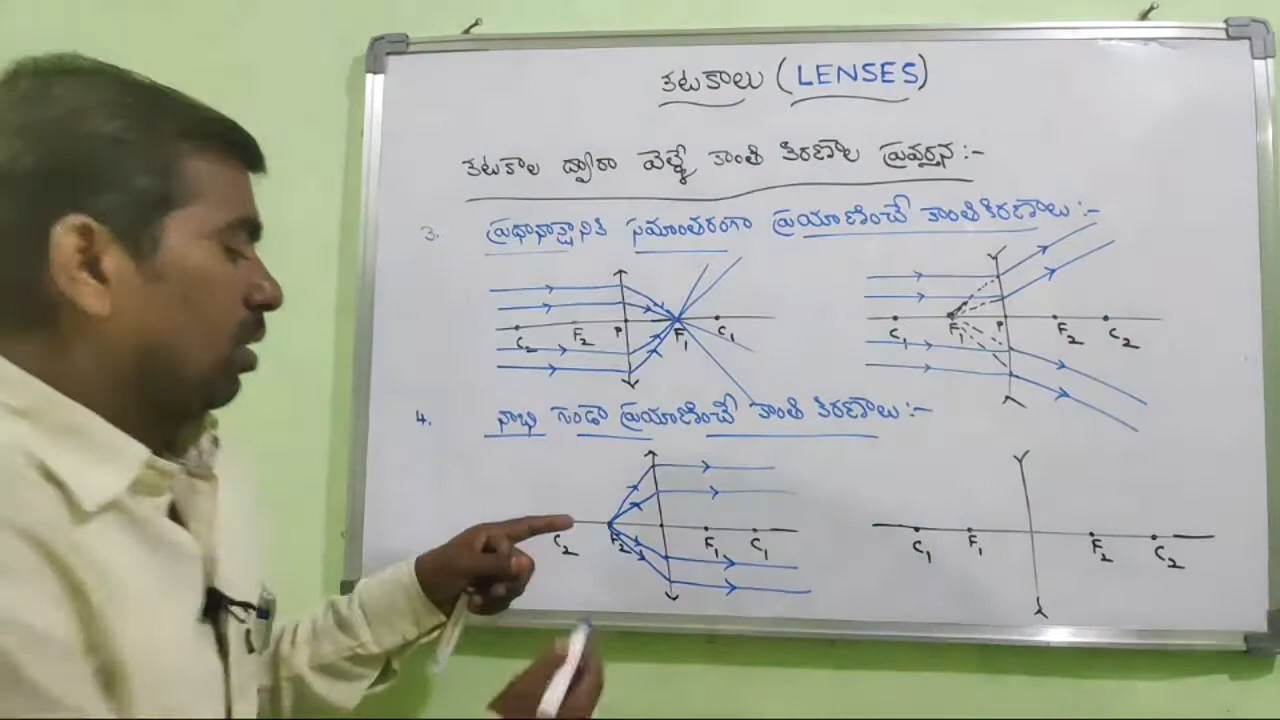 కటకాలు (LENSES)
కటకాల ద్వారా వెళ్ళే కాంతి కిరణాల ప్రవర్తన :-
3. ప్రధానాక్షానికి సమాంతరంగా ప్రయాణించే కాంతికిరణాలు :-
C₂ F₂ P F₁ C₁
C₁ F₁ P F₂ C₂
4. నాభి గుండా ప్రయాణించే కాంతి కిరణాలు :-
C₂ F₂ F₁ C₁
C₁ F₁ F₂ C₂